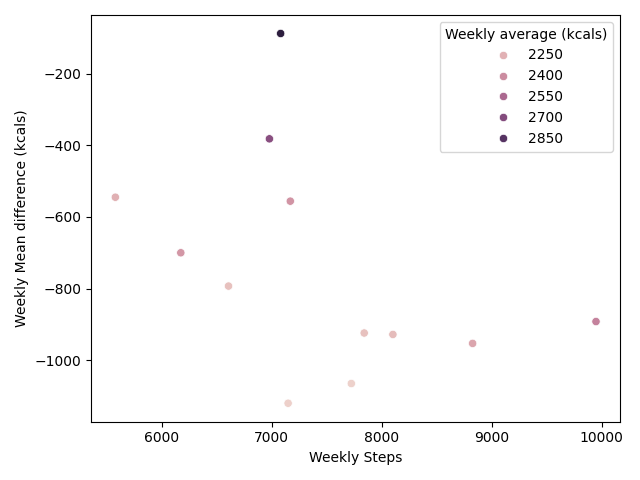 Weekly average (kcals)
2250
2400
2550
2700
2850
−200
−400
−600
−800
−1000
Weekly Mean difference (kcals)
6000 7000 8000 9000 10000
Weekly Steps